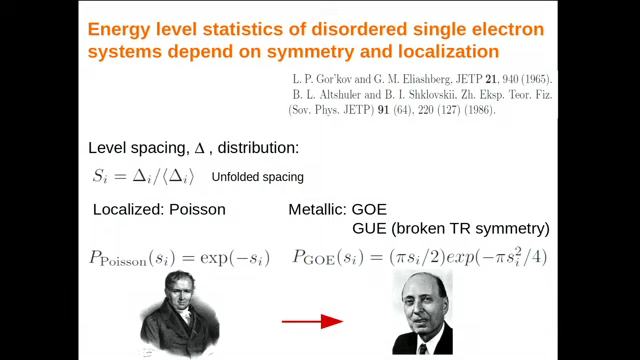 Energy level statistics of disordered single electron
systems depend on symmetry and localization
L. P. Gor'kov and G. M. Eliashberg, JETP 21, 940 (1965).
B. L. Altshuler and B. I. Shklovskii, Zh. Eksp. Teor. Fiz.
(Sov. Phys. JETP) 91 (64), 220 (127) (1986).
Level spacing, Δ , distribution:
S_i = Δ_i/⟨Δ_i⟩ Unfolded spacing
Localized: Poisson
Metallic: GOE
GUE (broken TR symmetry)
P_Poisson(s_i) = exp(−s_i)
P_GOE(s_i) = (πs_i/2)exp(−πs_i^2/4)